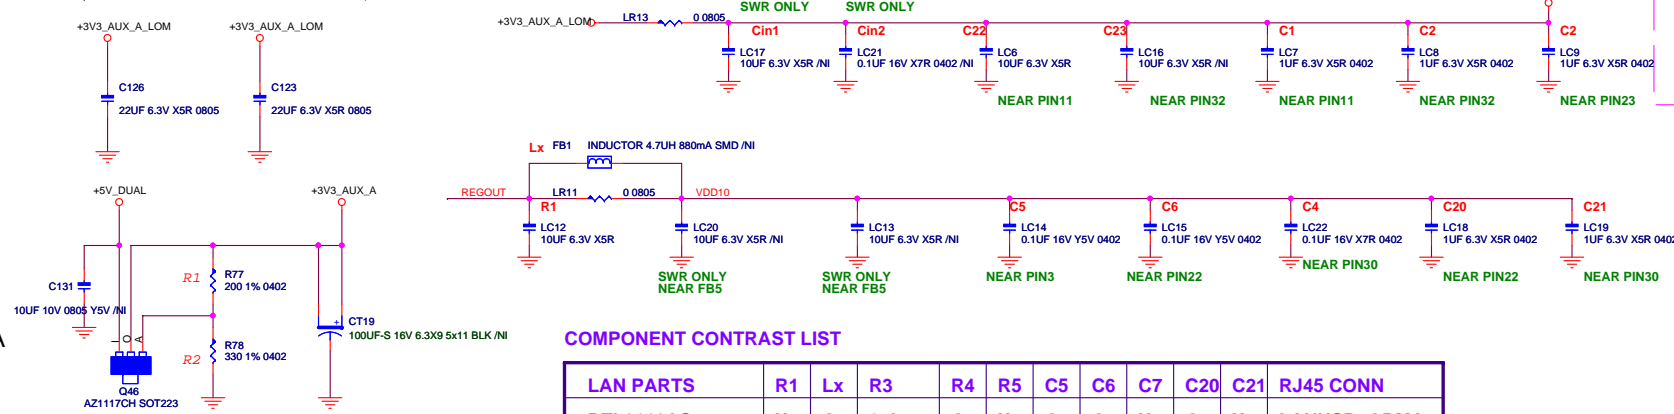 SWR ONLY
SWR ONLY
+3V3_AUX_A_LOM
+3V3_AUX_A_LOM
+3V3_AUX_A_LOM
LR13
0 0805
Cin1
Cin2
C22
C23
C1
C2
C2
LC17
10UF 6.3V X5R /NI
LC21
0.1UF 16V X7R 0402 /NI
LC6
10UF 6.3V X5R
LC16
10UF 6.3V X5R /NI
LC7
1UF 6.3V X5R 0402
LC8
1UF 6.3V X5R 0402
LC9
1UF 6.3V X5R 0402
NEAR PIN11
NEAR PIN32
NEAR PIN11
NEAR PIN32
NEAR PIN23
C126
22UF 6.3V X5R 0805
C123
22UF 6.3V X5R 0805
Lx
FB1
INDUCTOR 4.7UH 880mA SMD /NI
REGOUT
LR11
0 0805
VDD10
R1
C5
C6
C4
C20
C21
LC12
10UF 6.3V X5R
LC20
10UF 6.3V X5R /NI
LC13
10UF 6.3V X5R /NI
LC14
0.1UF 16V Y5V 0402
LC15
0.1UF 16V Y5V 0402
LC22
0.1UF 16V X7R 0402
LC18
1UF 6.3V X5R 0402
LC19
1UF 6.3V X5R 0402
SWR ONLY
NEAR FB5
SWR ONLY
NEAR FB5
NEAR PIN3
NEAR PIN22
NEAR PIN30
NEAR PIN22
NEAR PIN30
+5V_DUAL
+3V3_AUX_A
C131
10UF 10V 0805 Y5V /NI
R1
R77
200 1% 0402
R2
R78
330 1% 0402
CT19
100UF-S 16V 6.3X9 5x11 BLK /NI
I
O
A
Q46
AZ1117CH SOT223
A
COMPONENT CONTRAST LIST
LAN PARTS R1 Lx R3 R4 R5 C5 C6 C7 C20 C21 RJ45 CONN